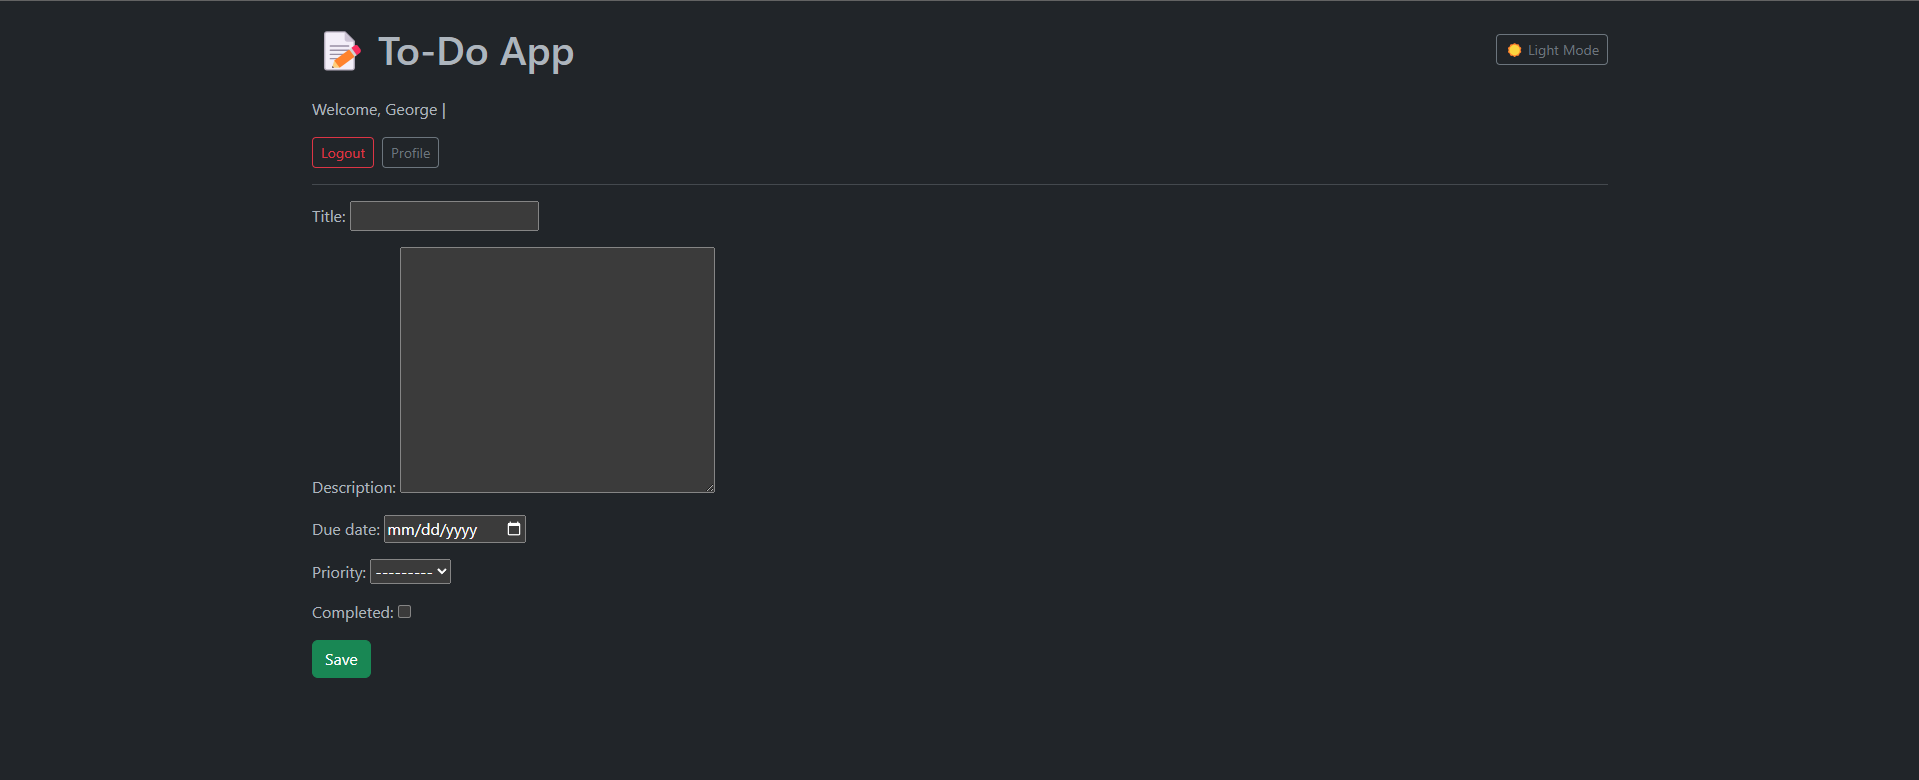 📝 To-Do App
Light Mode
Welcome, George |
Logout Profile
Title:
Description:
Due date: mm/dd/yyyy
Priority: ---------
Completed:
Save